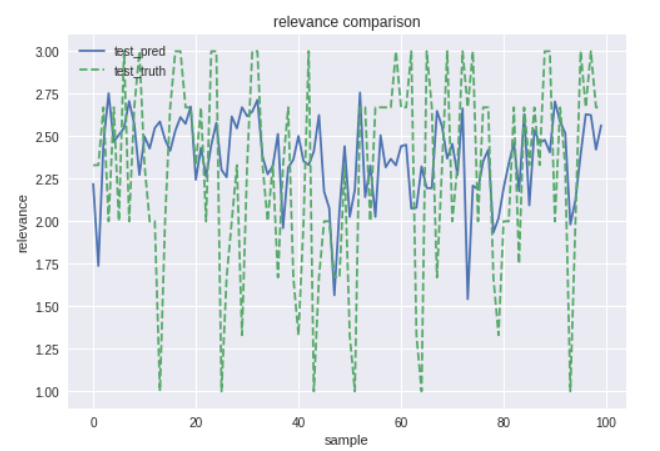 relevance comparison
test_pred
test_truth
3.00
2.75
2.50
2.25
2.00
1.75
1.50
1.25
1.00
relevance
0 20 40 60 80 100
sample